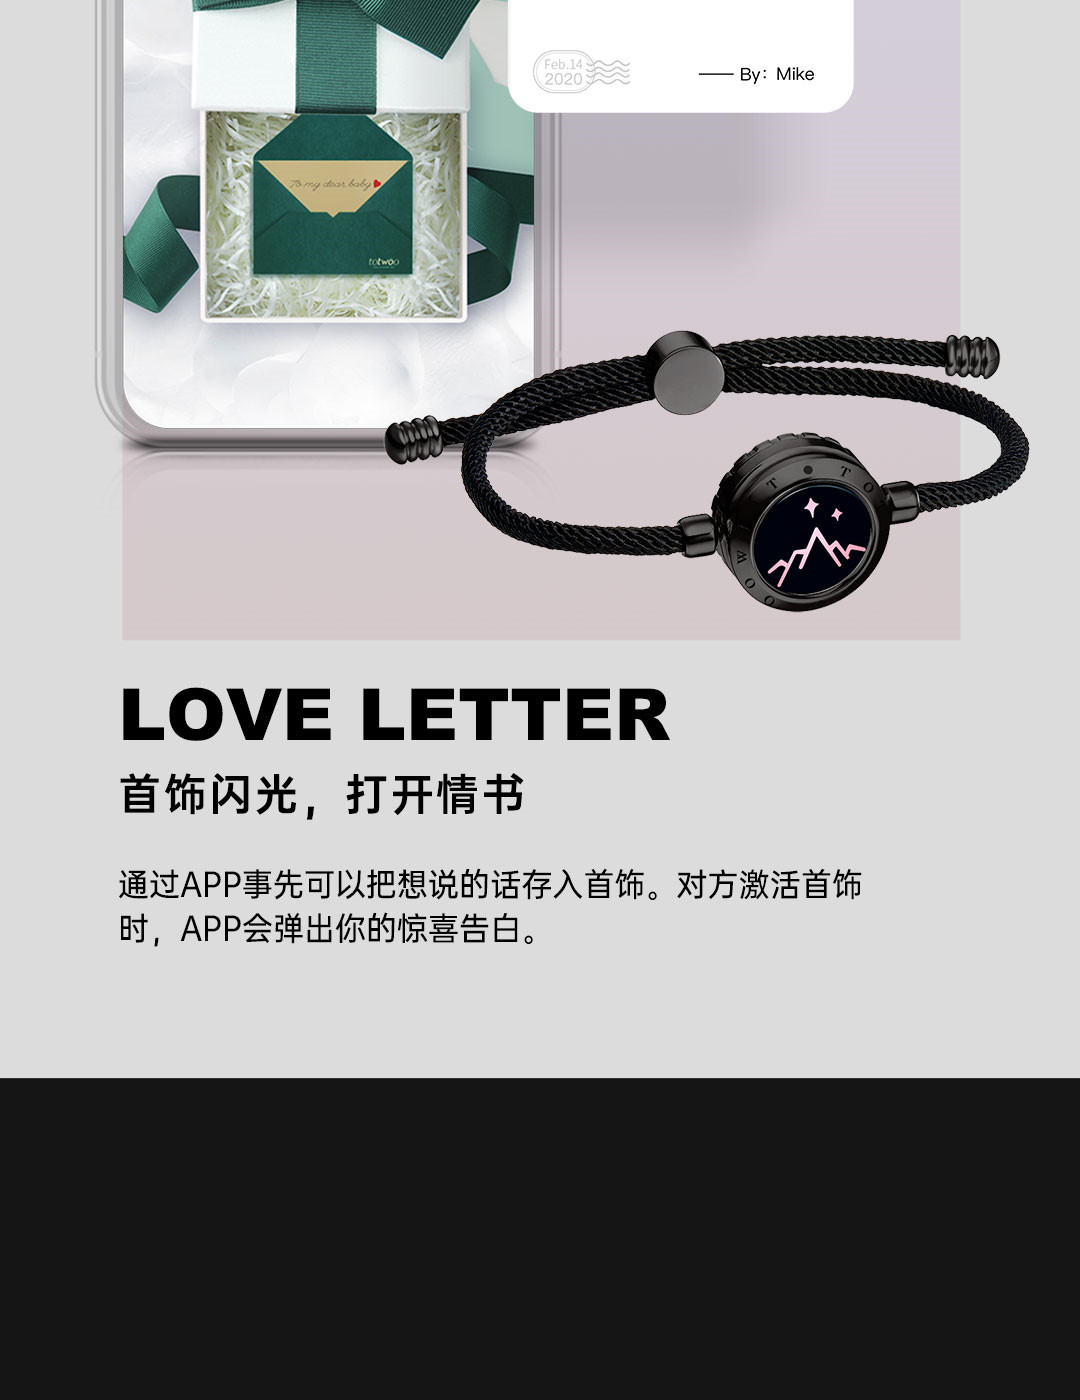 Feb.14
2020
—— By：Mike
To my dear baby
totwoo
TOTWOO
LOVE LETTER
首饰闪光，打开情书
通过APP事先可以把想说的话存入首饰。对方激活首饰
时，APP会弹出你的惊喜告白。